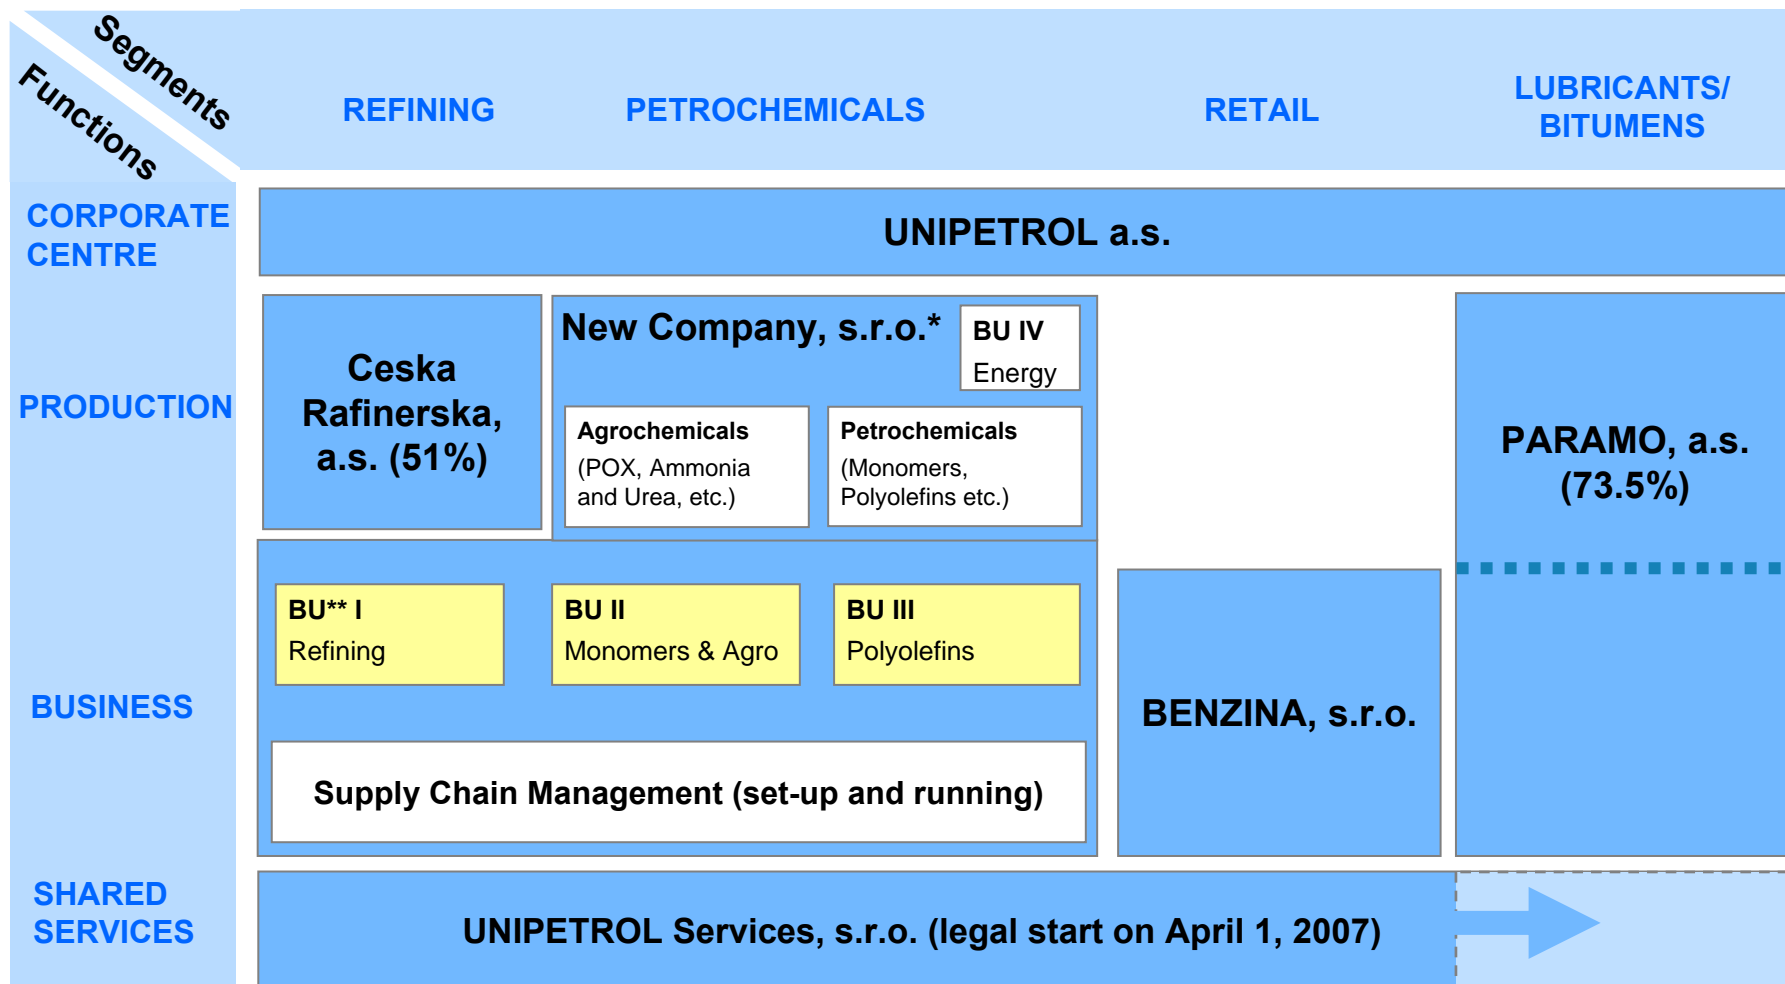 Segments
Functions
REFINING
PETROCHEMICALS
RETAIL
LUBRICANTS/
BITUMENS
CORPORATE
CENTRE
UNIPETROL a.s.
PRODUCTION
Ceska
Rafinerska,
a.s. (51%)
New Company, s.r.o.*
BU IV
Energy
Agrochemicals
(POX, Ammonia
and Urea, etc.)
Petrochemicals
(Monomers,
Polyolefins etc.)
PARAMO, a.s.
(73.5%)
BUSINESS
BU** I
Refining
BU II
Monomers & Agro
BU III
Polyolefins
Supply Chain Management (set-up and running)
BENZINA, s.r.o.
SHARED
SERVICES
UNIPETROL Services, s.r.o. (legal start on April 1, 2007)